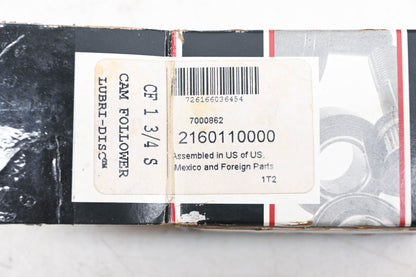 CF 1 3/4 S
CAM FOLLOWER
LUBRI-DISC™
726166036454
7000862
2160110000
Assembled in US of US,
Mexico and Foreign Parts
1T2